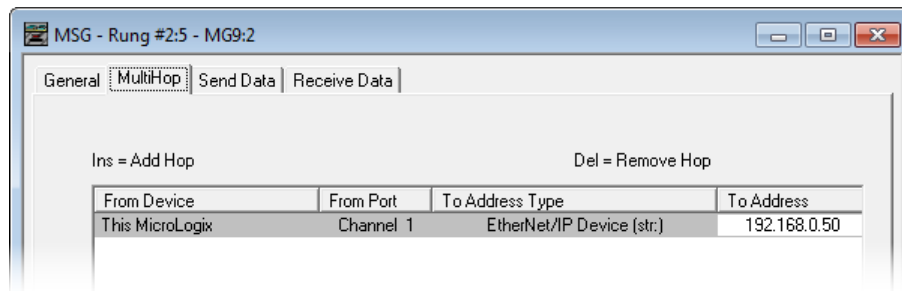 MSG - Rung #2:5 - MG9:2
General MultiHop Send Data Receive Data
Ins = Add Hop Del = Remove Hop
From Device From Port To Address Type To Address
This MicroLogix Channel 1 EtherNet/IP Device (str:) 192.168.0.50